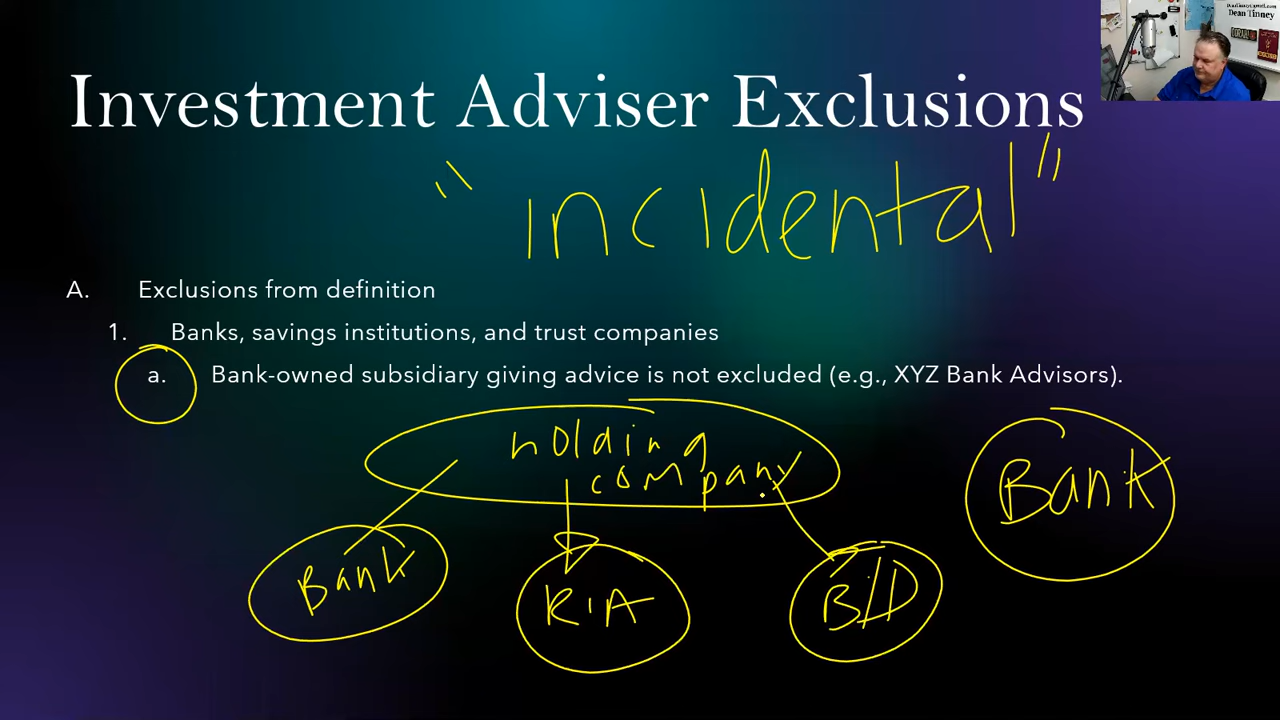 Dean Tinney
Investment Adviser Exclusions
"incidental"
A. Exclusions from definition
1. Banks, savings institutions, and trust companies
a. Bank-owned subsidiary giving advice is not excluded (e.g., XYZ Bank Advisors).
holding
company
Bank
Bank
RIA
B/D